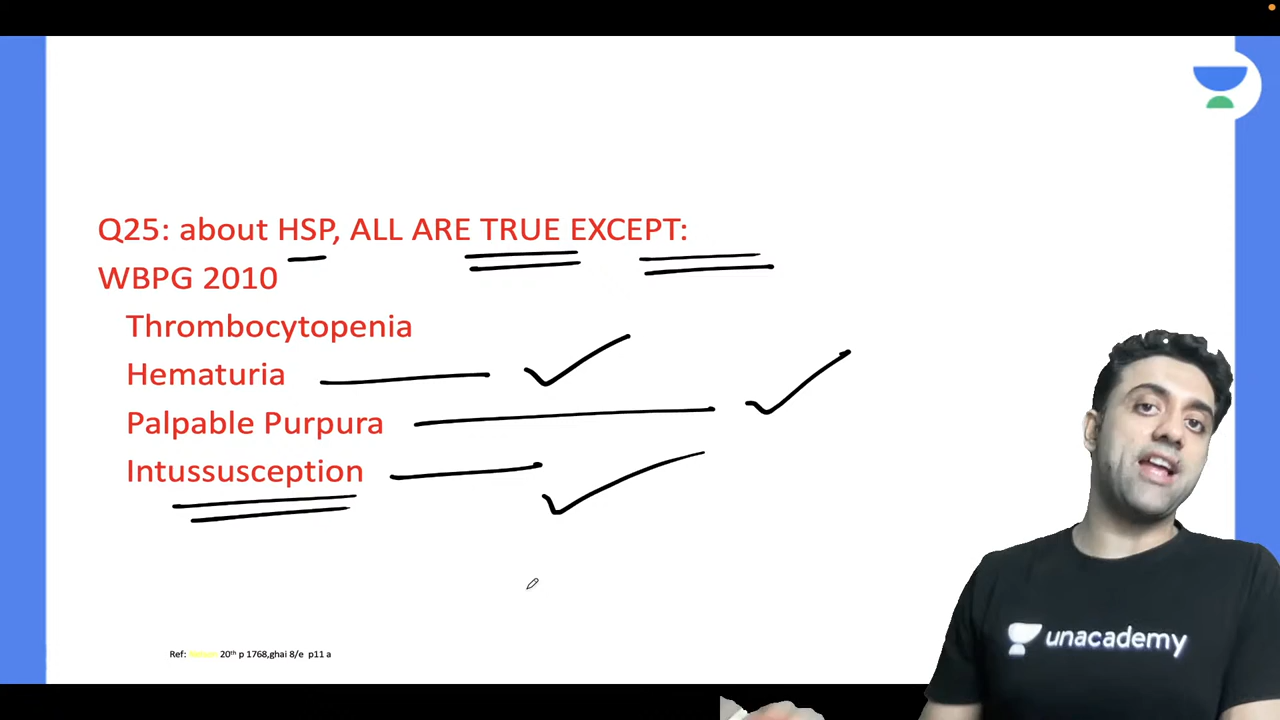 Q25: about HSP, ALL ARE TRUE EXCEPT:
WBPG 2010
Thrombocytopenia
Hematuria
Palpable Purpura
Intussusception
Ref: 20th p 1768,ghai 8/e p11 a
unacademy